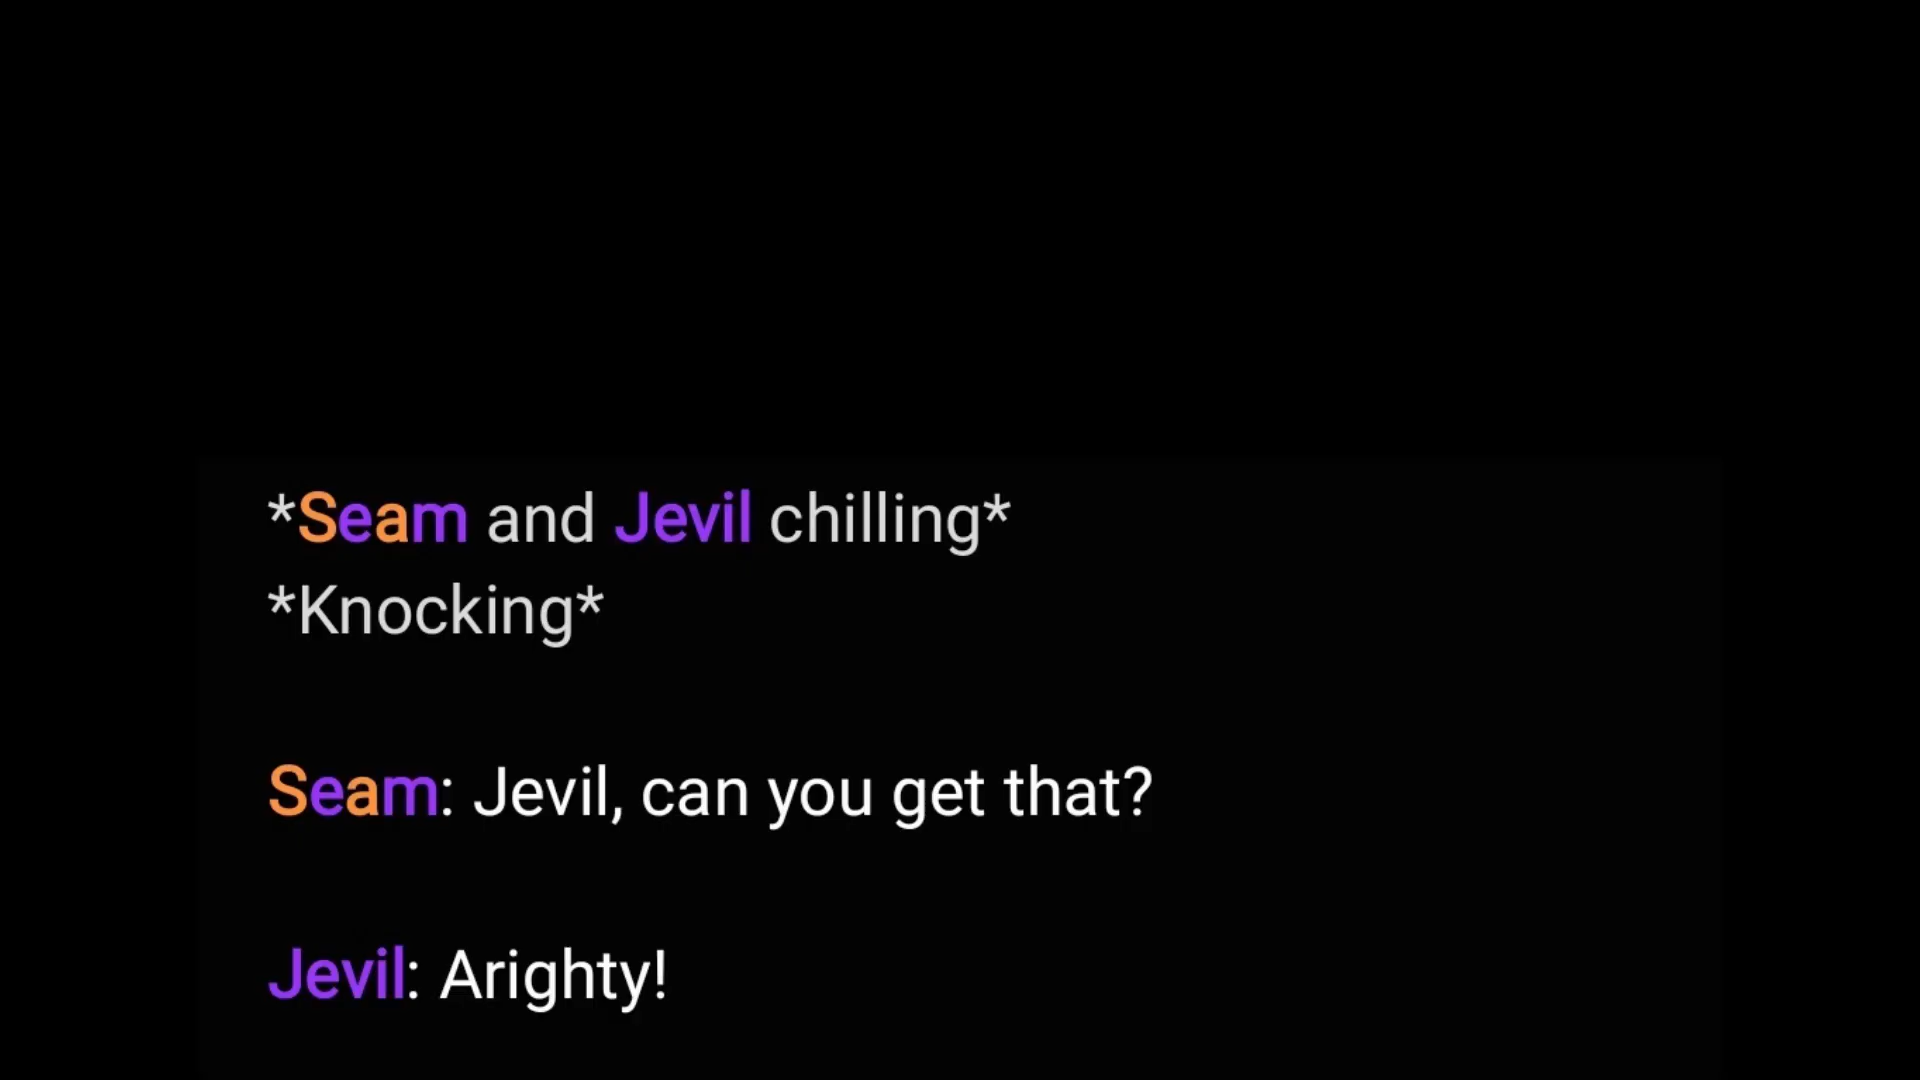 *Seam and Jevil chilling*
*Knocking*
Seam: Jevil, can you get that?
Jevil: Arighty!